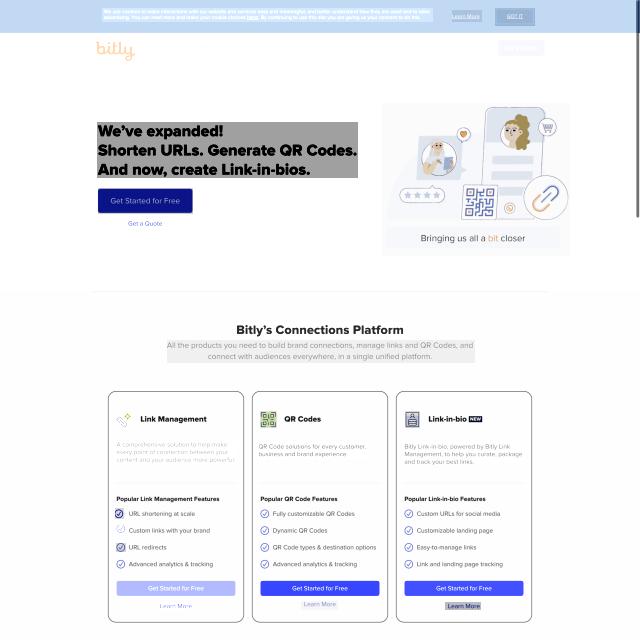 We use cookies to make interactions with our website and services easy and meaningful and better understand how they are used and to tailor
advertising. You can read more and make your cookie choices here. By continuing to use this site you are giving us your consent to do this.
Learn More
GOT IT
bitly
We've expanded!
Shorten URLs. Generate QR Codes.
And now, create Link-in-bios.
Get Started for Free
Get a Quote
Bringing us all a bit closer
Bitly's Connections Platform
All the products you need to build brand connections, manage links and QR Codes, and
connect with audiences everywhere, in a single unified platform.
Link Management
A comprehensive solution to help make
every point of connection between your
content and your audience more powerful.
Popular Link Management Features
URL shortening at scale
Custom links with your brand
URL redirects
Advanced analytics & tracking
Get Started for Free
Learn More
QR Codes
QR Code solutions for every customer,
business and brand experience.
Popular QR Code Features
Fully customizable QR Codes
Dynamic QR Codes
QR Code types & destination options
Advanced analytics & tracking
Get Started for Free
Learn More
Link-in-bio NEW
Bitly Link-in-bio, powered by Bitly Link
Management, to help you curate, package
and track your best links.
Popular Link-in-bio Features
Custom URLs for social media
Customizable landing page
Easy-to-manage links
Link and landing page tracking
Get Started for Free
Learn More